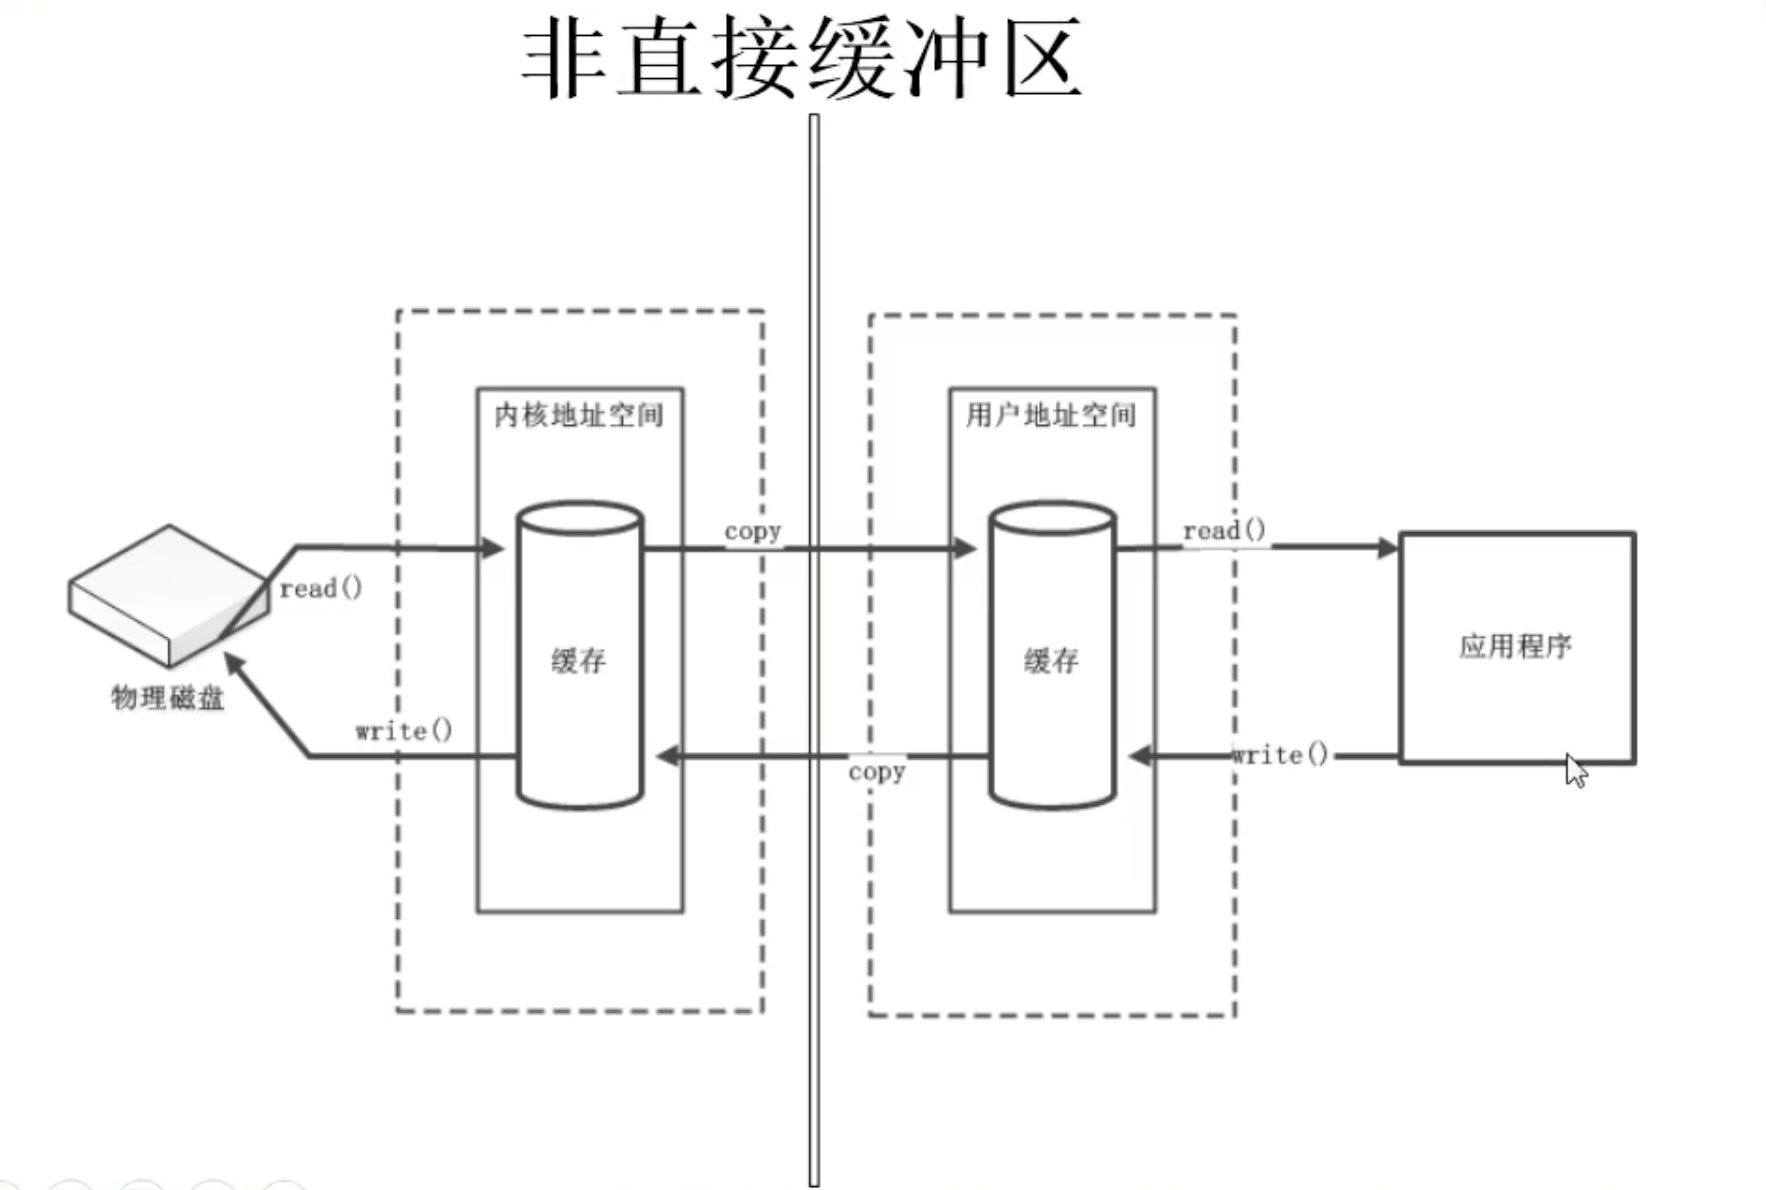 非直接缓冲区
内核地址空间
用户地址空间
copy
read()
read()
缓存
缓存
应用程序
物理磁盘
write()
copy
write()